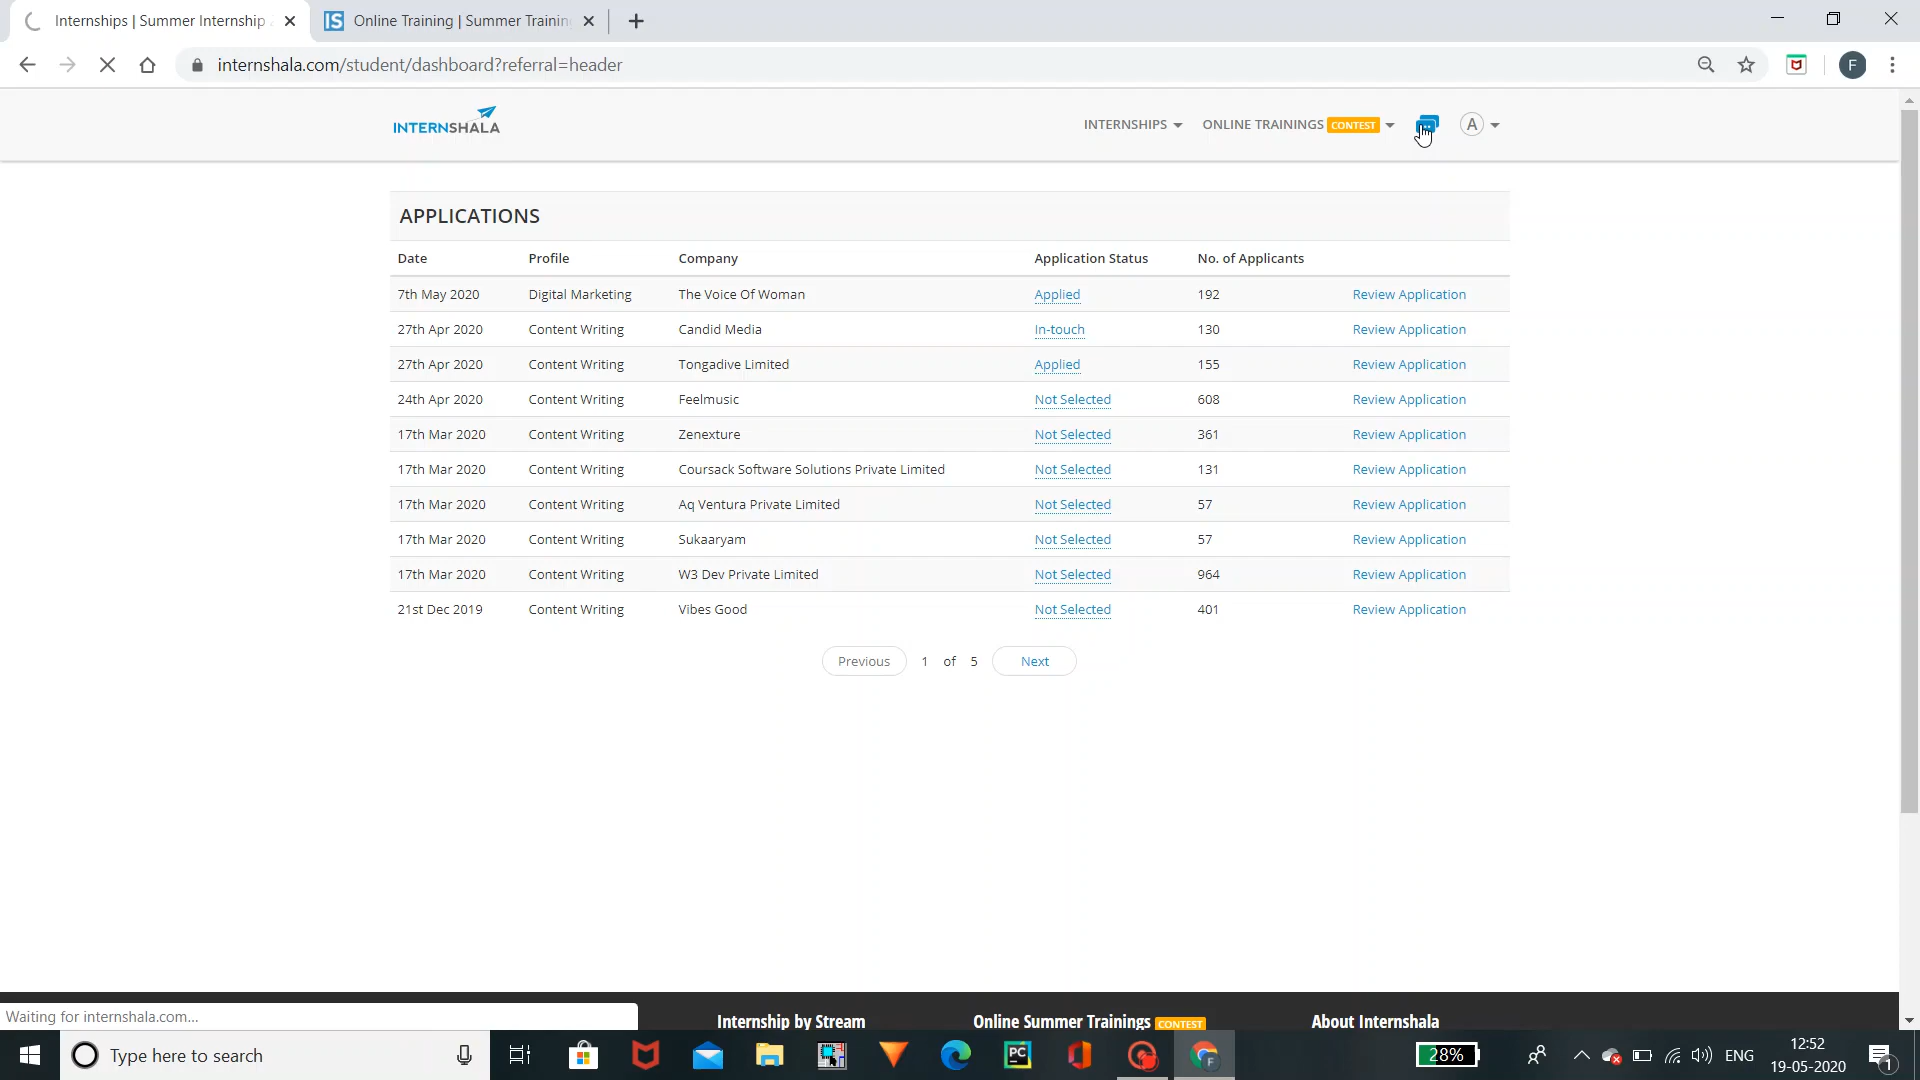 Internships | Summer Internship
Online Training | Summer Trainin
internshala.com/student/dashboard?referral=header
F
INTERNSHALA
INTERNSHIPS
ONLINE TRAININGS CONTEST
A
APPLICATIONS
Date Profile Company Application Status No. of Applicants
7th May 2020 Digital Marketing The Voice Of Woman Applied 192 Review Application
27th Apr 2020 Content Writing Candid Media In-touch 130 Review Application
27th Apr 2020 Content Writing Tongadive Limited Applied 155 Review Application
24th Apr 2020 Content Writing Feelmusic Not Selected 608 Review Application
17th Mar 2020 Content Writing Zenexture Not Selected 361 Review Application
17th Mar 2020 Content Writing Coursack Software Solutions Private Limited Not Selected 131 Review Application
17th Mar 2020 Content Writing Aq Ventura Private Limited Not Selected 57 Review Application
17th Mar 2020 Content Writing Sukaaryam Not Selected 57 Review Application
17th Mar 2020 Content Writing W3 Dev Private Limited Not Selected 964 Review Application
21st Dec 2019 Content Writing Vibes Good Not Selected 401 Review Application
Previous 1 of 5 Next
Waiting for internshala.com...
Internship by Stream Online Summer Trainings CONTEST About Internshala
Type here to search
PC
F
28%
ENG
12:52
19-05-2020
1